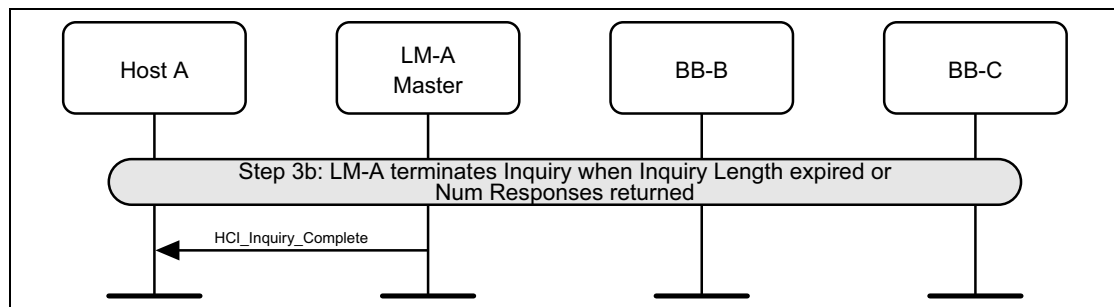 Host A
LM-A
Master
BB-B
BB-C
Step 3b: LM-A terminates Inquiry when Inquiry Length expired or
Num Responses returned
HCI_Inquiry_Complete